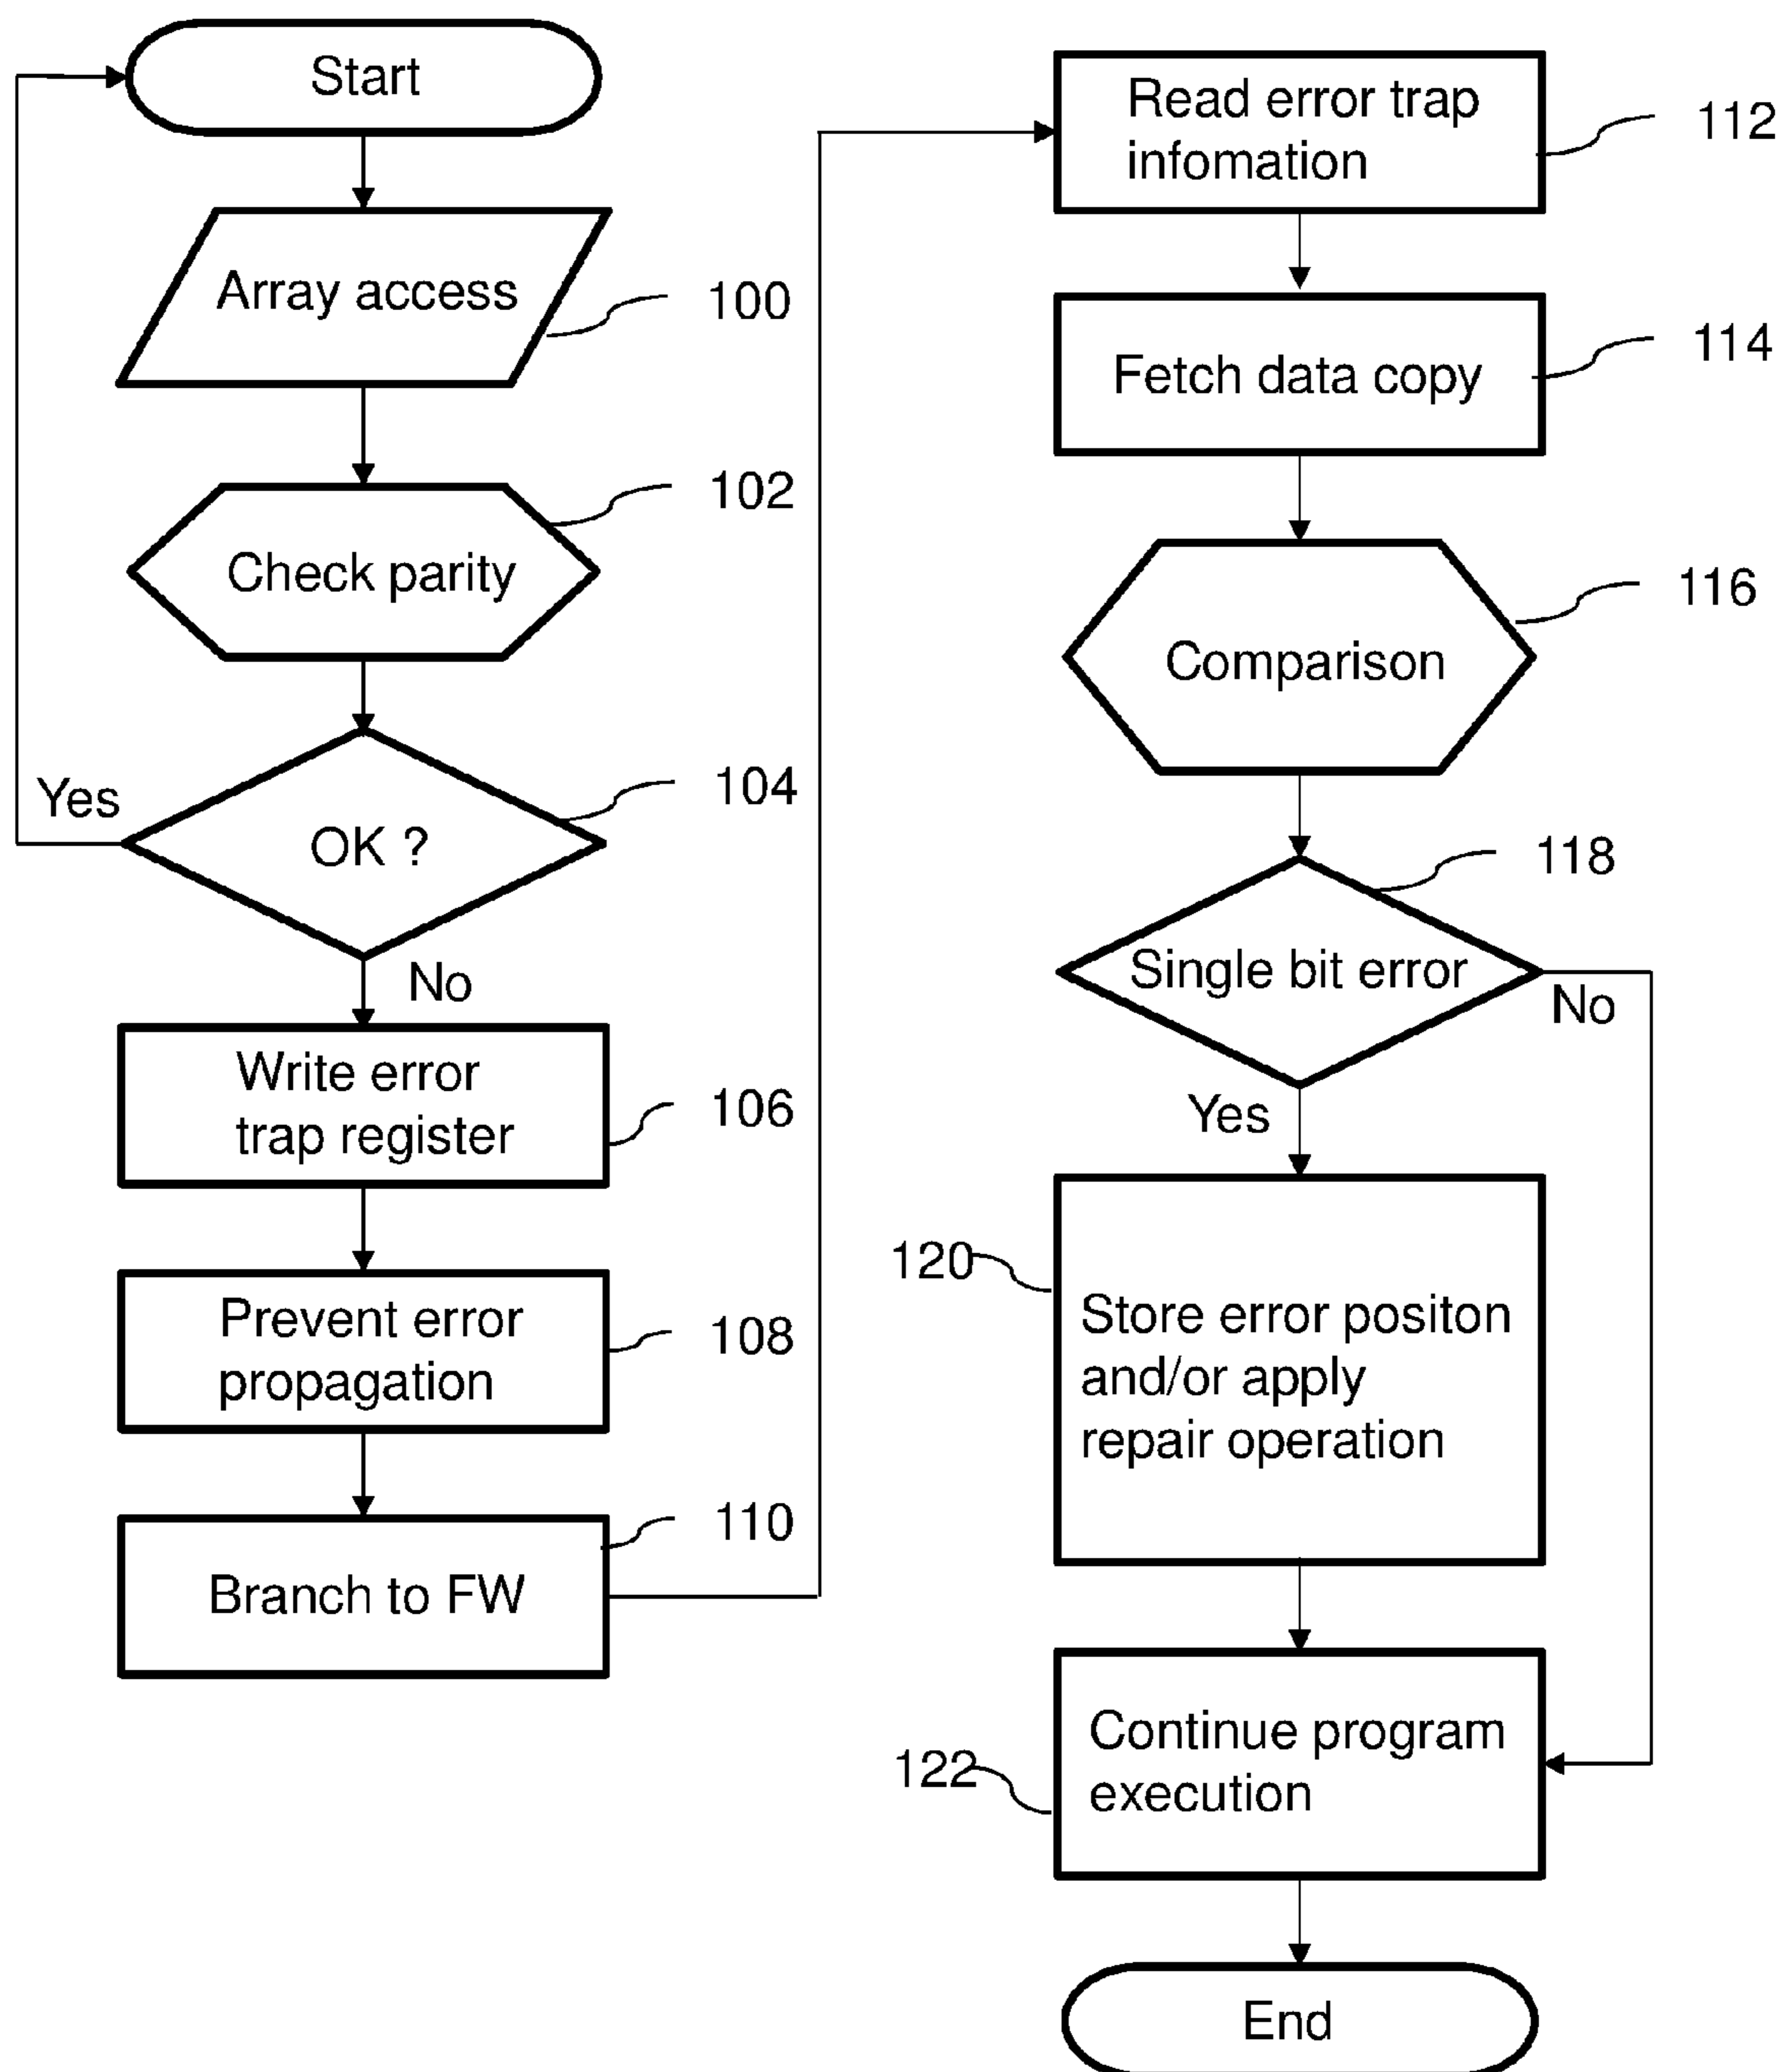 Start
Array access
100
Check parity
102
OK ?
104
Yes
No
Write error
trap register
106
Prevent error
propagation
108
Branch to FW
110
Read error trap
infomation
112
Fetch data copy
114
Comparison
116
Single bit error
118
No
Yes
Store error positon
and/or apply
repair operation
120
Continue program
execution
122
End